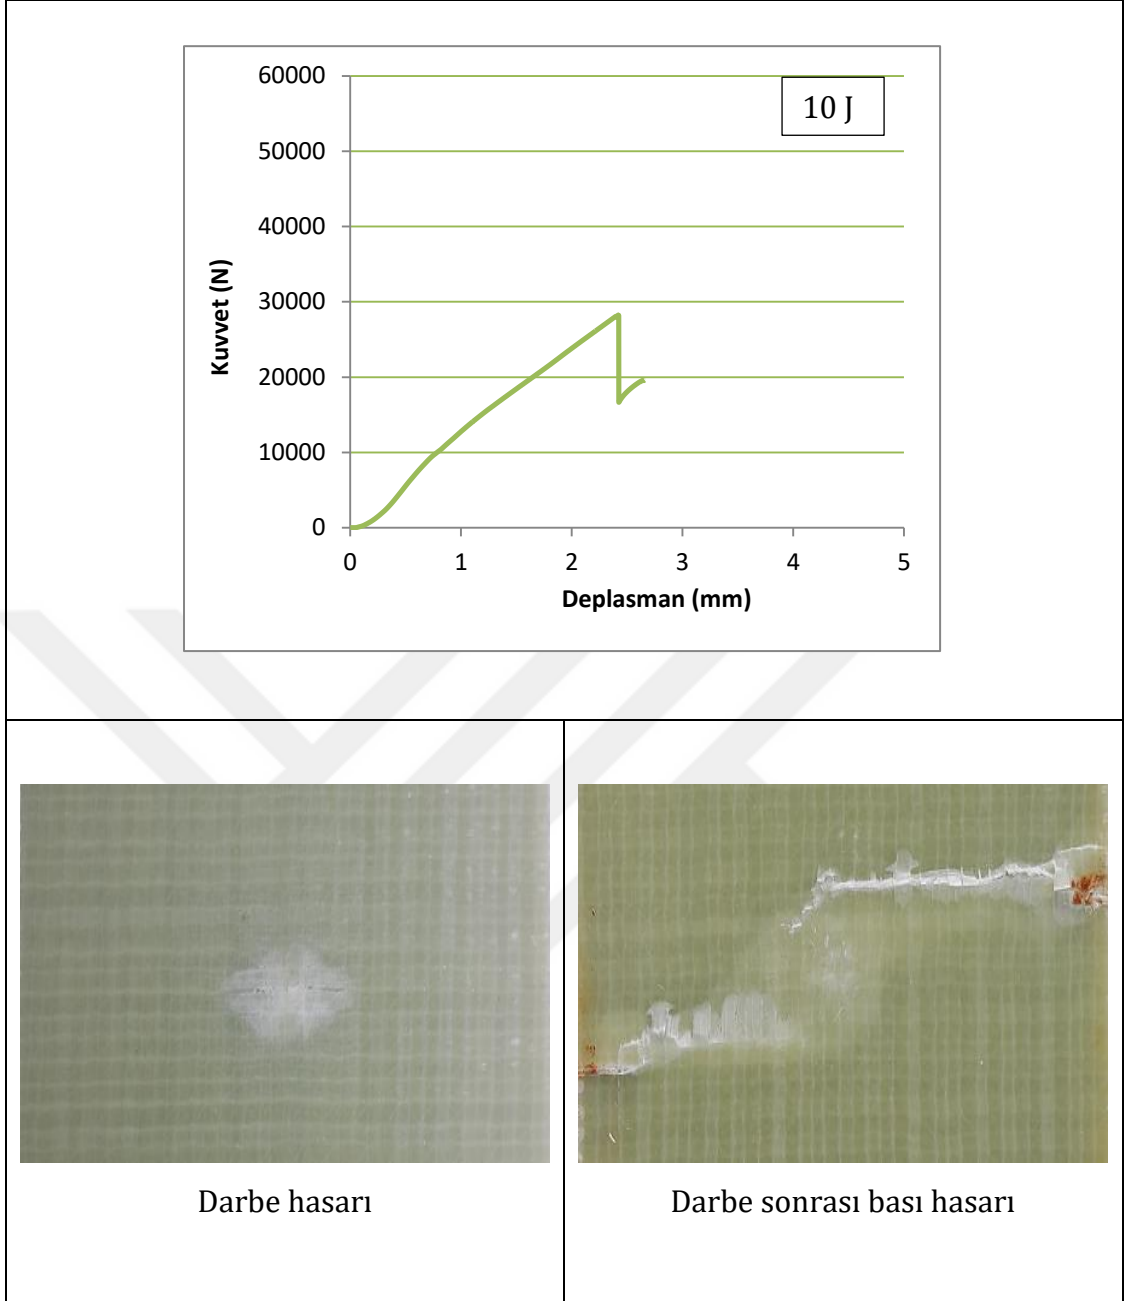 60000
50000
40000
30000
20000
10000
0
Kuvvet (N)
10 J
0 1 2 3 4 5
Deplasman (mm)
Darbe hasarı
Darbe sonrası bası hasarı